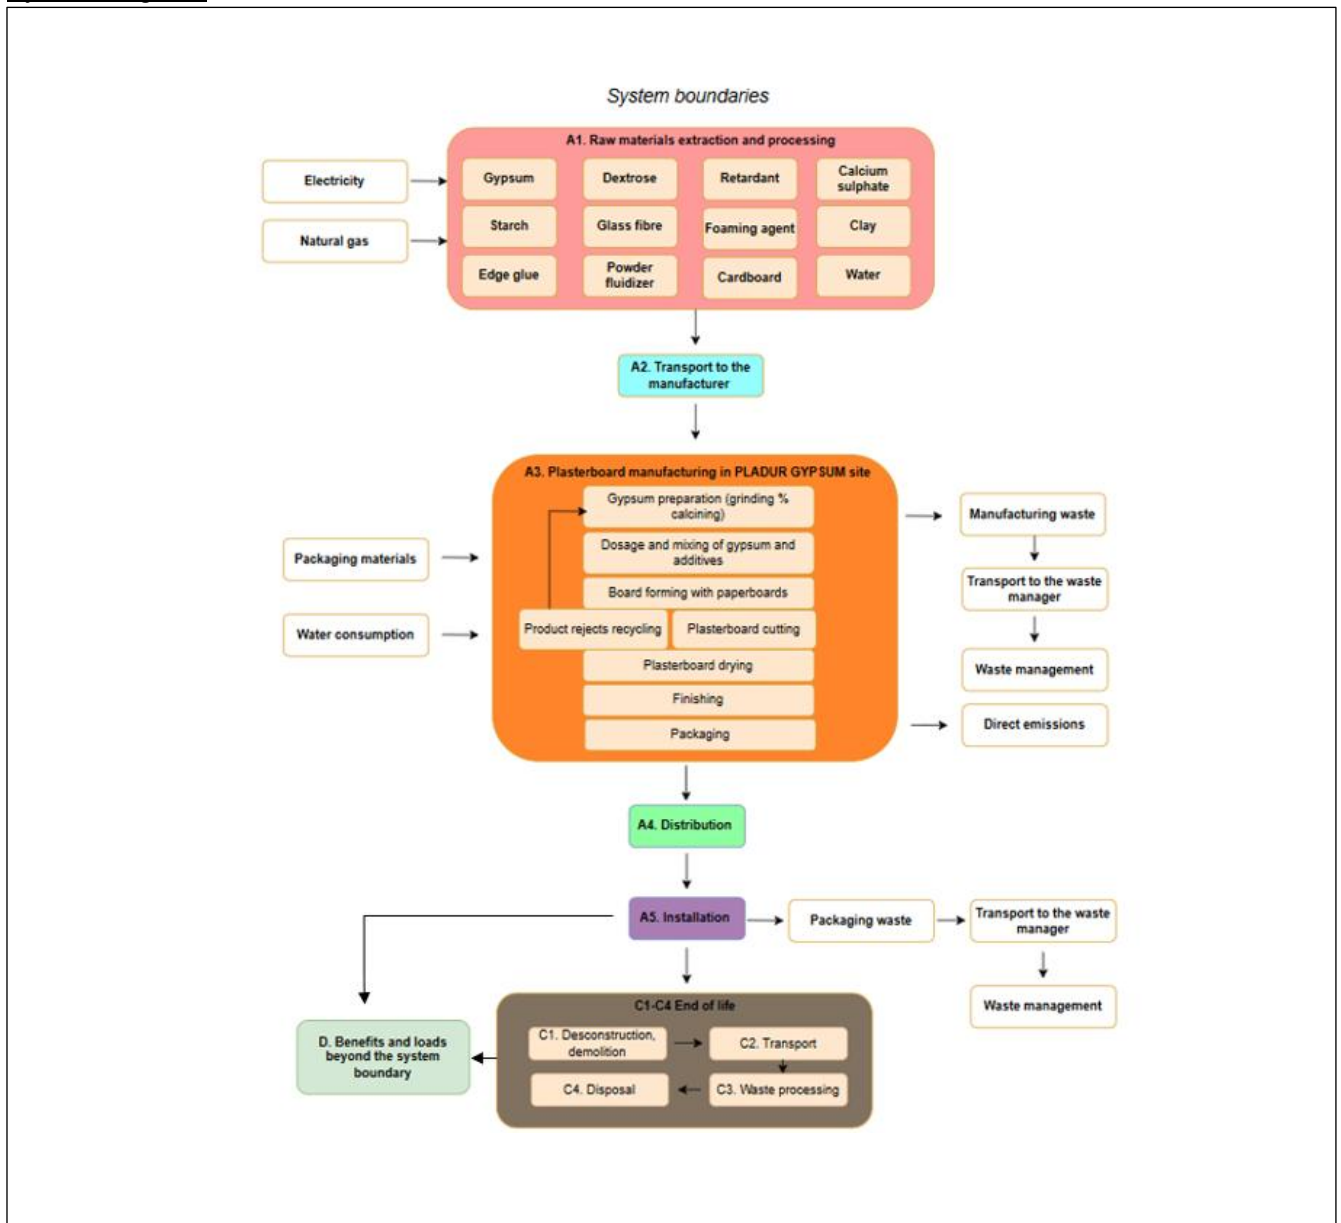 System boundaries
A1. Raw materials extraction and processing
Electricity
Natural gas
Gypsum
Dextrose
Retardant
Calcium
sulphate
Starch
Glass fibre
Foaming agent
Clay
Edge glue
Powder
fluidizer
Cardboard
Water
A2. Transport to the
manufacturer
A3. Plasterboard manufacturing in PLADUR GYPSUM site
Packaging materials
Water consumption
Gypsum preparation (grinding %
calcining)
Dosage and mixing of gypsum and
additives
Board forming with paperboards
Product rejects recycling
Plasterboard cutting
Plasterboard drying
Finishing
Packaging
Manufacturing waste
Transport to the waste
manager
Waste management
Direct emissions
A4. Distribution
A5. Installation
Packaging waste
Transport to the waste
manager
Waste management
C1-C4 End of life
C1. Desconstruction,
demolition
C2. Transport
C4. Disposal
C3. Waste processing
D. Benefits and loads
beyond the system
boundary